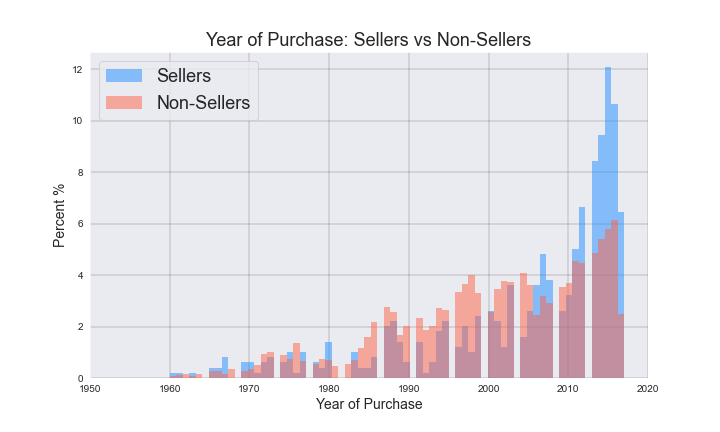 Year of Purchase: Sellers vs Non-Sellers
Sellers
Non-Sellers
12
10
8
6
4
2
0
Percent %
1950 1960 1970 1980 1990 2000 2010 2020
Year of Purchase